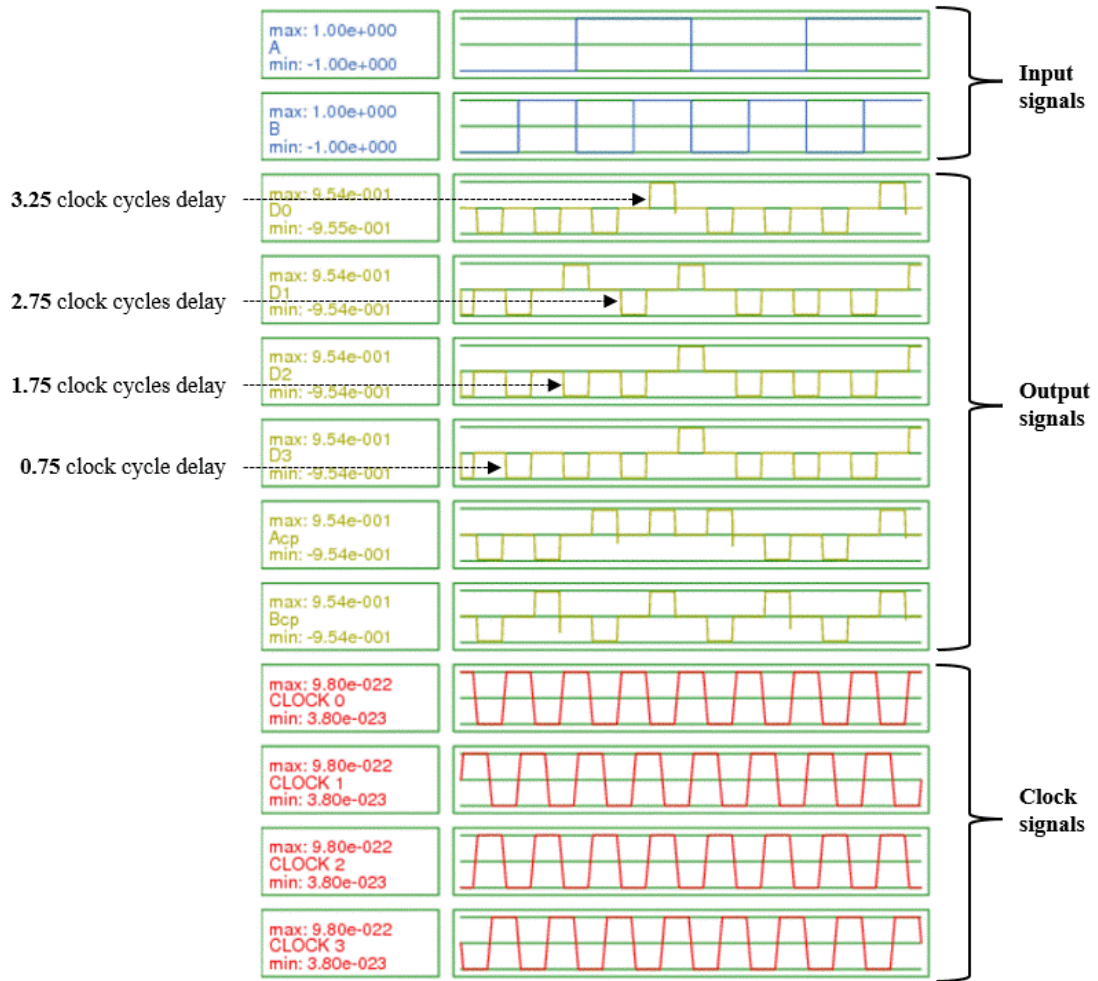 max: 1.00e+000
A
min: -1.00e+000
Input
signals
max: 1.00e+000
B
min: -1.00e+000
3.25 clock cycles delay
max: 9.54e-001
D0
min: -9.55e-001
2.75 clock cycles delay
max: 9.54e-001
D1
min: -9.54e-001
1.75 clock cycles delay
max: 9.54e-001
D2
min: -9.54e-001
Output
signals
0.75 clock cycle delay
max: 9.54e-001
D3
min: -9.54e-001
max: 9.54e-001
Acp
min: -9.54e-001
max: 9.54e-001
Bcp
min: -9.54e-001
max: 9.80e-022
CLOCK 0
min: 3.80e-023
max: 9.80e-022
CLOCK 1
min: 3.80e-023
Clock
signals
max: 9.80e-022
CLOCK 2
min: 3.80e-023
max: 9.80e-022
CLOCK 3
min: 3.80e-023